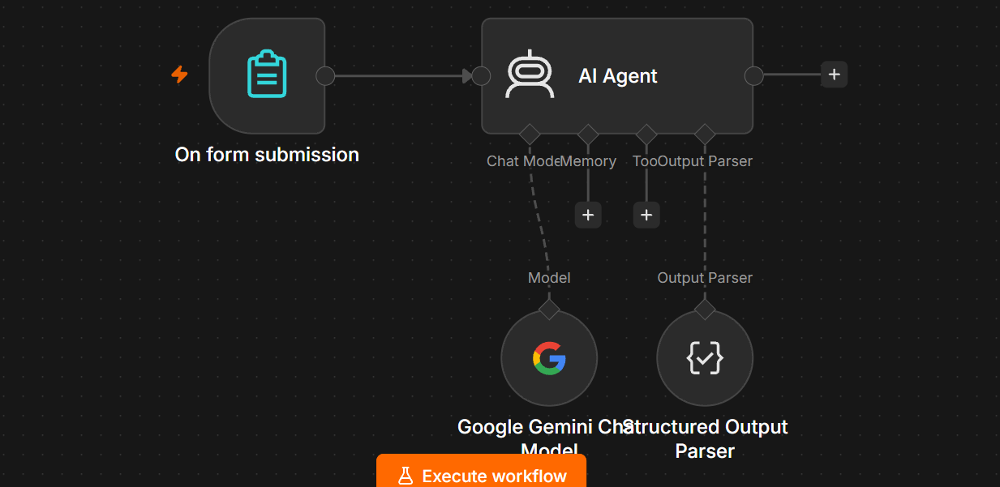 AI Agent
On form submission
Chat Mode
Memory
Too
Output Parser
Model
Output Parser
Google Gemini Chat
Model
Structured Output
Parser
Execute workflow